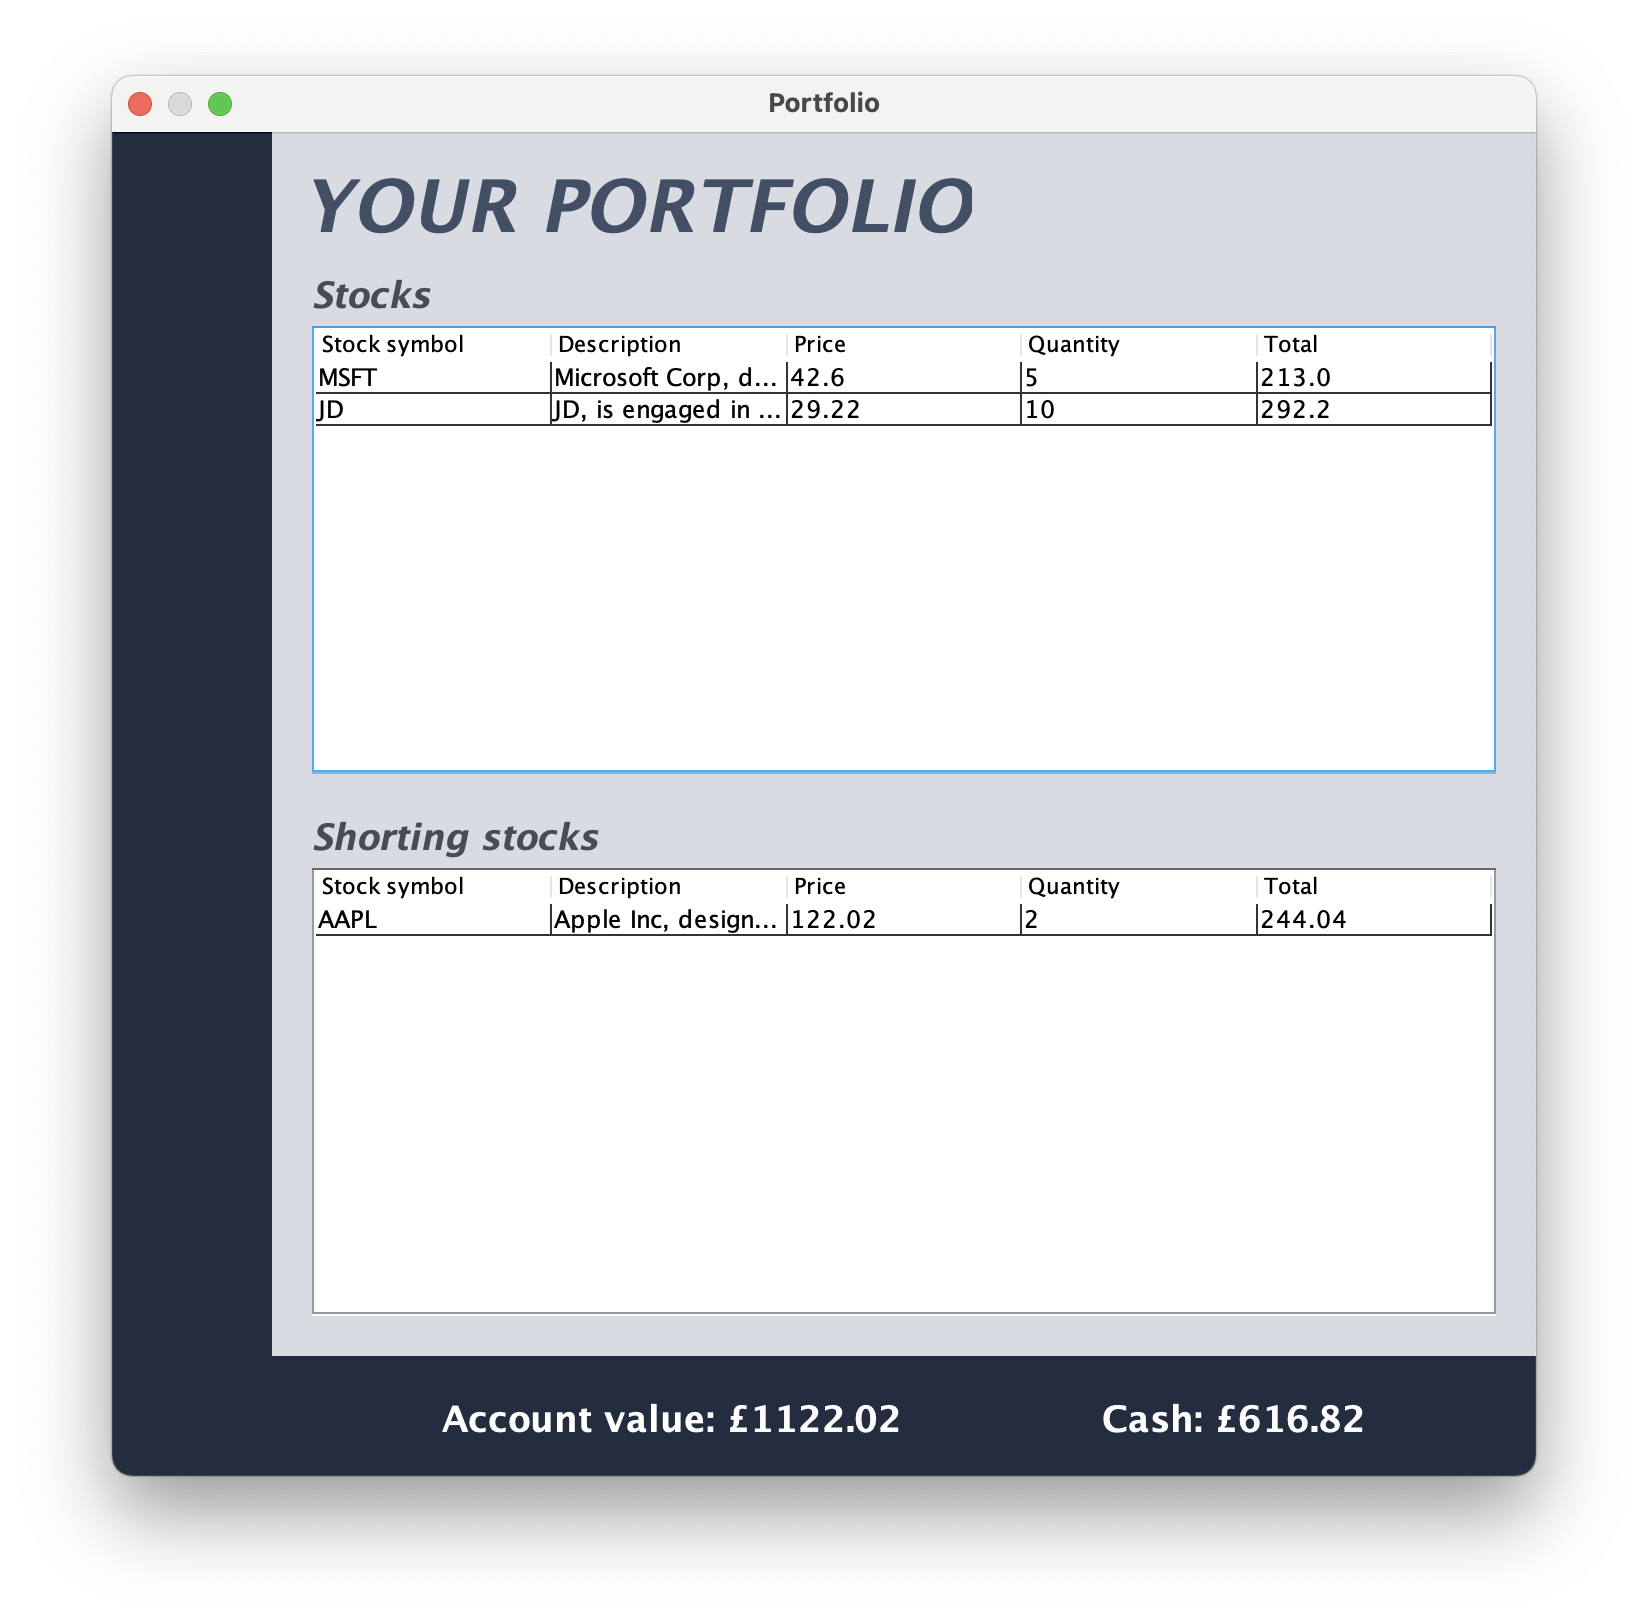 Portfolio
YOUR PORTFOLIO
Stocks
Stock symbol Description Price Quantity Total
MSFT Microsoft Corp, d... 42.6 5 213.0
JD JD, is engaged in ... 29.22 10 292.2
Shorting stocks
Stock symbol Description Price Quantity Total
AAPL Apple Inc, design... 122.02 2 244.04
Account value: £1122.02 Cash: £616.82